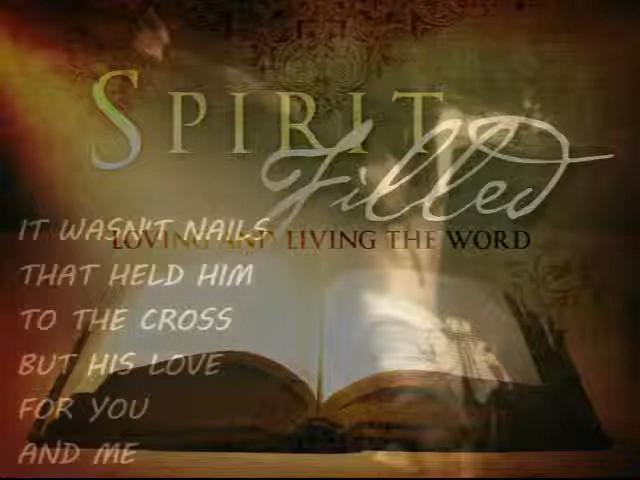 SPIRIT
Filled
LOVING AND LIVING THE WORD
IT WASN'T NAILS
THAT HELD HIM
TO THE CROSS
BUT HIS LOVE
FOR YOU
AND ME